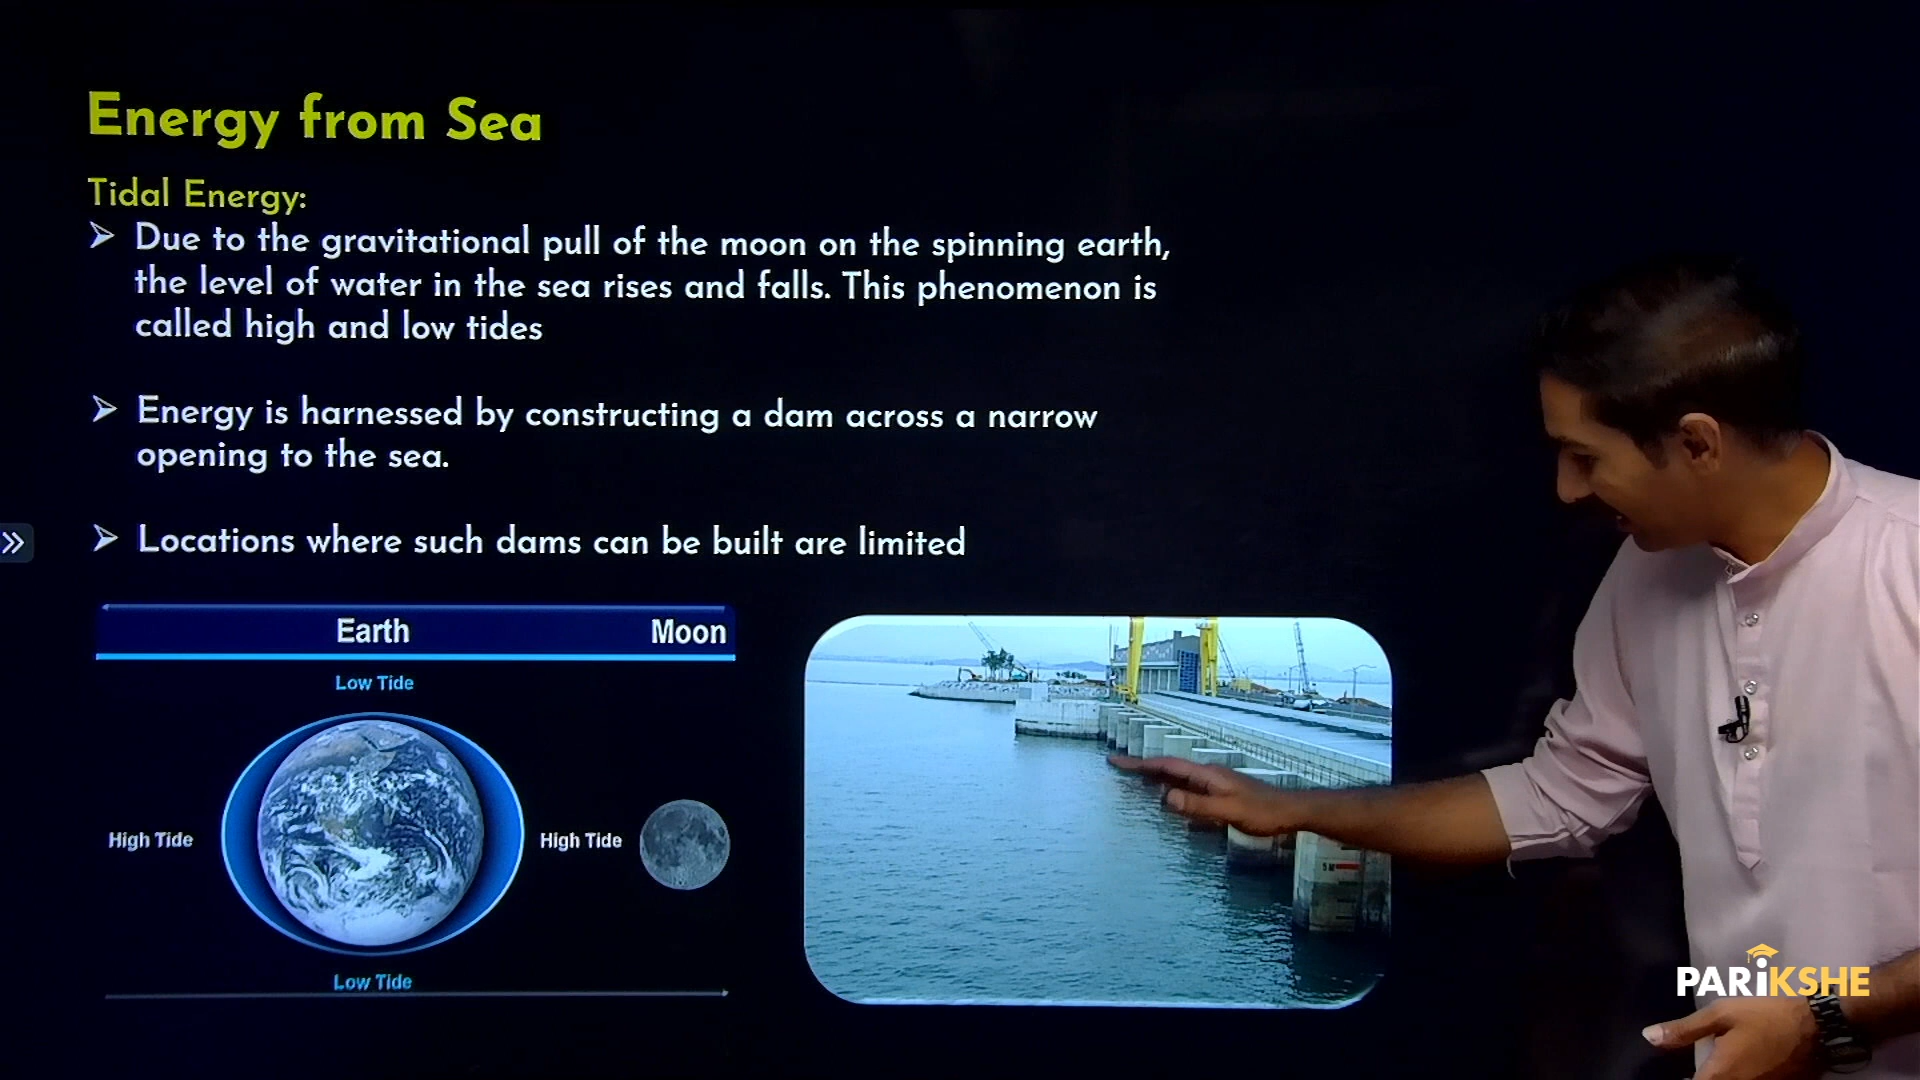 Energy from Sea
Tidal Energy:
➢ Due to the gravitational pull of the moon on the spinning earth,
the level of water in the sea rises and falls. This phenomenon is
called high and low tides
➢ Energy is harnessed by constructing a dam across a narrow
opening to the sea.
➢ Locations where such dams can be built are limited
Earth Moon
Low Tide
High Tide
High Tide
Low Tide
5M
PARiKSHE